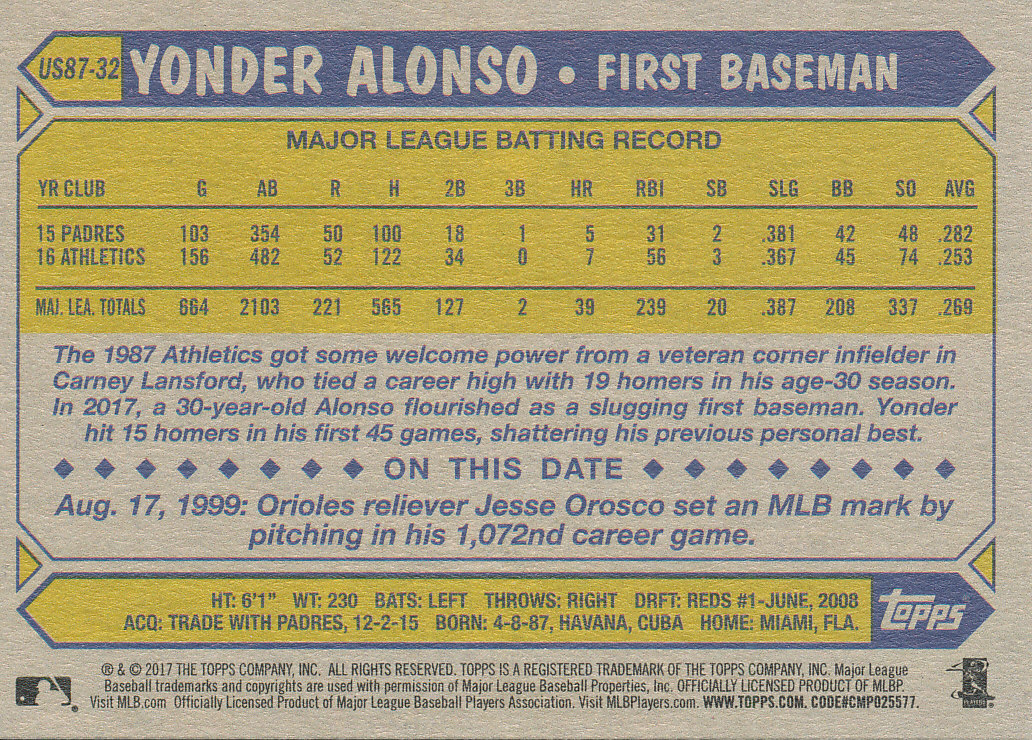 US87-32 YONDER ALONSO • FIRST BASEMAN
MAJOR LEAGUE BATTING RECORD
YR CLUB G AB R H 2B 3B HR RBI SB SLG BB SO AVG
15 PADRES 103 354 50 100 18 1 5 31 2 .381 42 48 .282
16 ATHLETICS 156 482 52 122 34 0 7 56 3 .367 45 74 .253
MAJ. LEA. TOTALS 664 2103 221 565 127 2 39 239 20 .387 208 337 .269
The 1987 Athletics got some welcome power from a veteran corner infielder in
Carney Lansford, who tied a career high with 19 homers in his age-30 season.
In 2017, a 30-year-old Alonso flourished as a slugging first baseman. Yonder
hit 15 homers in his first 45 games, shattering his previous personal best.
ON THIS DATE
Aug. 17, 1999: Orioles reliever Jesse Orosco set an MLB mark by
pitching in his 1,072nd career game.
HT: 6'1" WT: 230 BATS: LEFT THROWS: RIGHT DRFT: REDS #1-JUNE, 2008
ACQ: TRADE WITH PADRES, 12-2-15 BORN: 4-8-87, HAVANA, CUBA HOME: MIAMI, FLA.
topps
® & © 2017 THE TOPPS COMPANY, INC. ALL RIGHTS RESERVED. TOPPS IS A REGISTERED TRADEMARK OF THE TOPPS COMPANY, INC. Major League
Baseball trademarks and copyrights are used with permission of Major League Baseball Properties, Inc. OFFICIALLY LICENSED PRODUCT OF MLBP.
Visit MLB.com Officially Licensed Product of Major League Baseball Players Association. Visit MLBPlayers.com. WWW.TOPPS.COM. CODE#CMP025577.